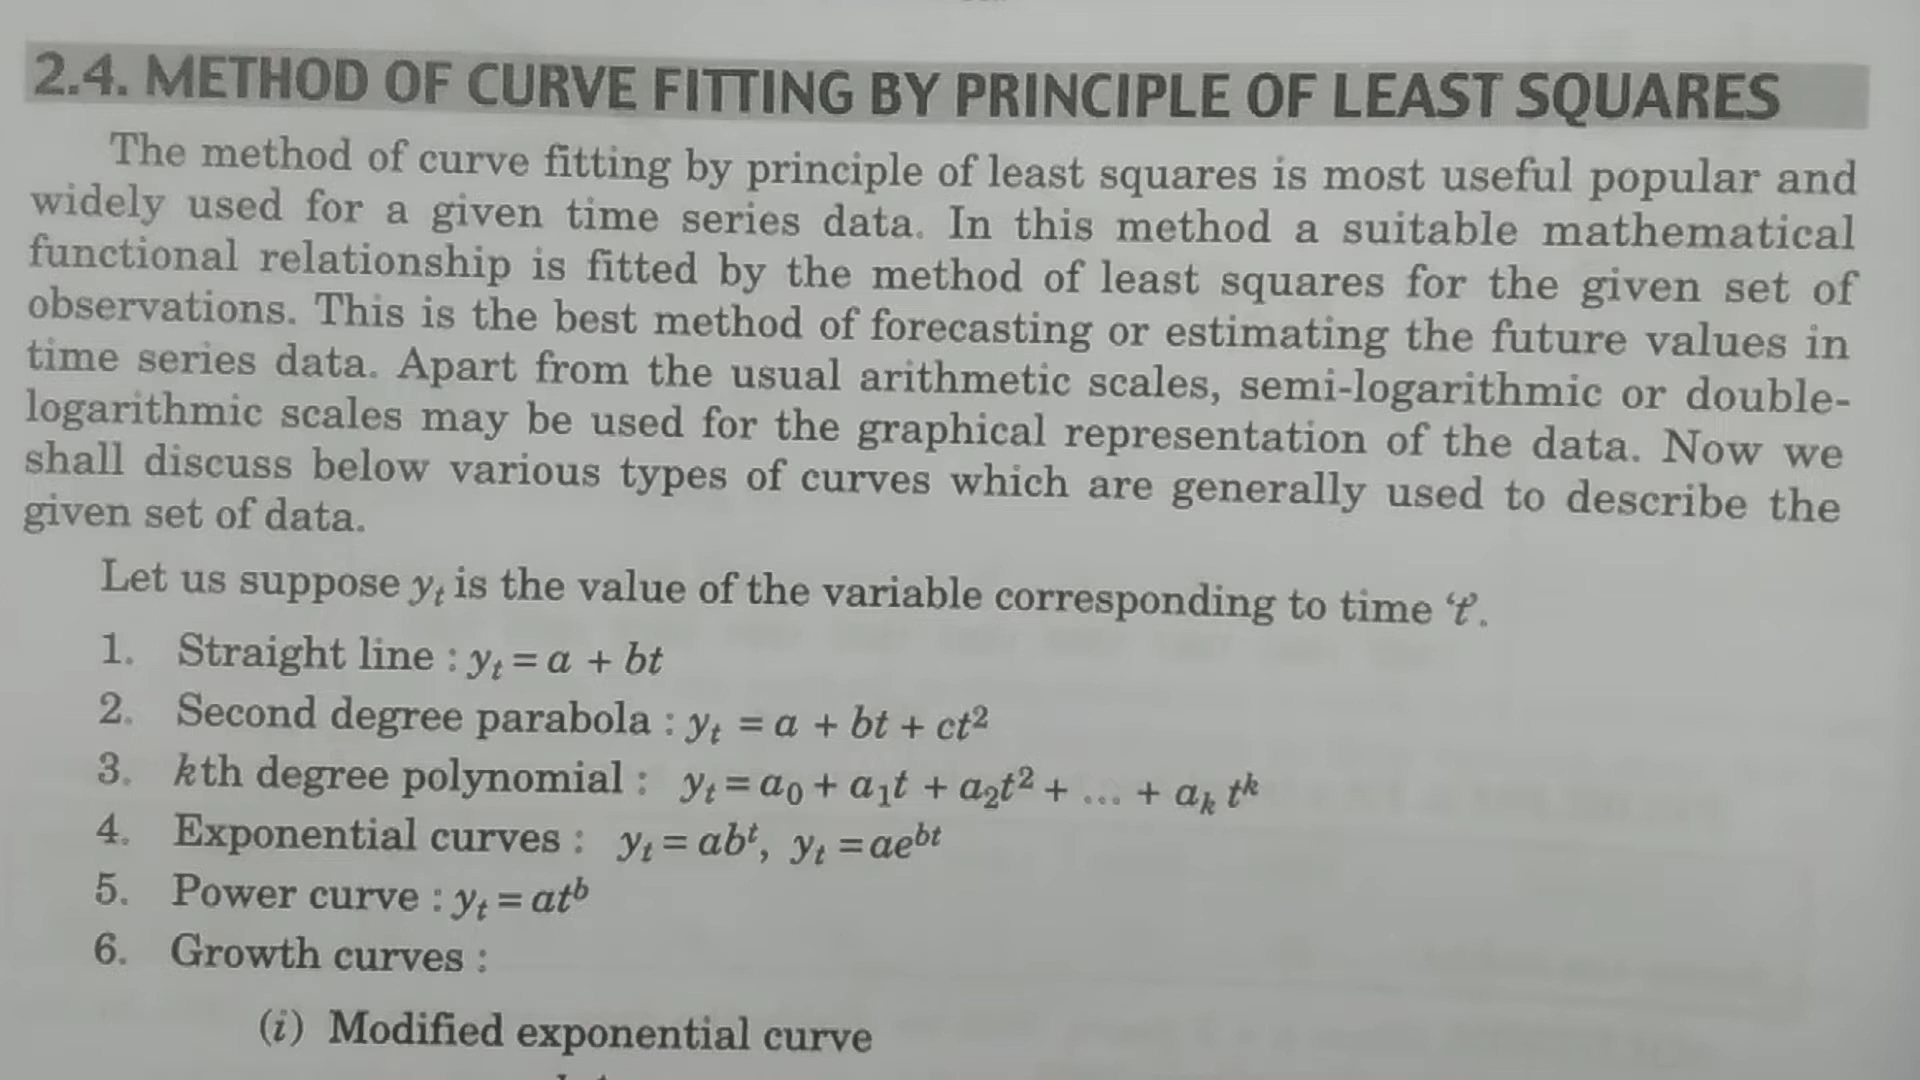 2.4. METHOD OF CURVE FITTING BY PRINCIPLE OF LEAST SQUARES
The method of curve fitting by principle of least squares is most useful popular and
widely used for a given time series data. In this method a suitable mathematical
functional relationship is fitted by the method of least squares for the given set of
observations. This is the best method of forecasting or estimating the future values in
time series data. Apart from the usual arithmetic scales, semi-logarithmic or double-
logarithmic scales may be used for the graphical representation of the data. Now we
shall discuss below various types of curves which are generally used to describe the
given set of data.
Let us suppose yₜ is the value of the variable corresponding to time ‘t’.
1. Straight line : yₜ = a + bt
2. Second degree parabola : yₜ = a + bt + ct²
3. kth degree polynomial : yₜ = a₀ + a₁t + a₂t² + ... + aₖ tᵏ
4. Exponential curves : yₜ = abᵗ, yₜ = aeᵇᵗ
5. Power curve : yₜ = atᵇ
6. Growth curves :
(i) Modified exponential curve